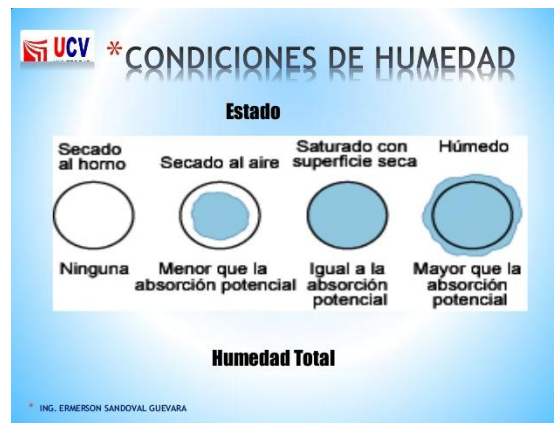 UCV
*CONDICIONES DE HUMEDAD
Estado
Secado al horno
Secado al aire
Saturado con superficie seca
Húmedo
Ninguna
Menor que la absorción potencial
Igual a la absorción potencial
Mayor que la absorción potencial
Humedad Total
* ING. ERMERSON SANDOVAL GUEVARA